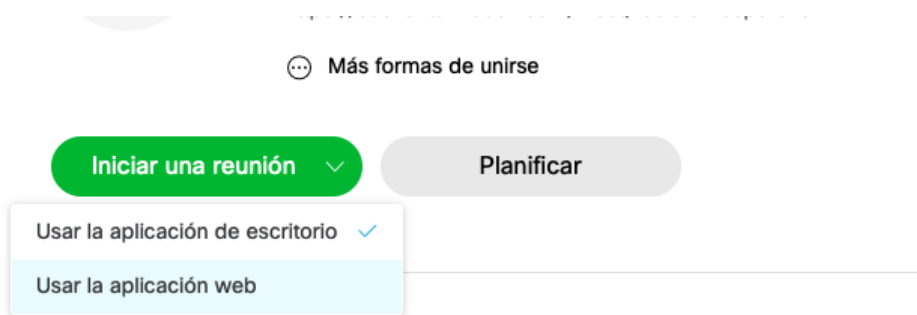 Más formas de unirse
Iniciar una reunión
Planificar
Usar la aplicación de escritorio
Usar la aplicación web